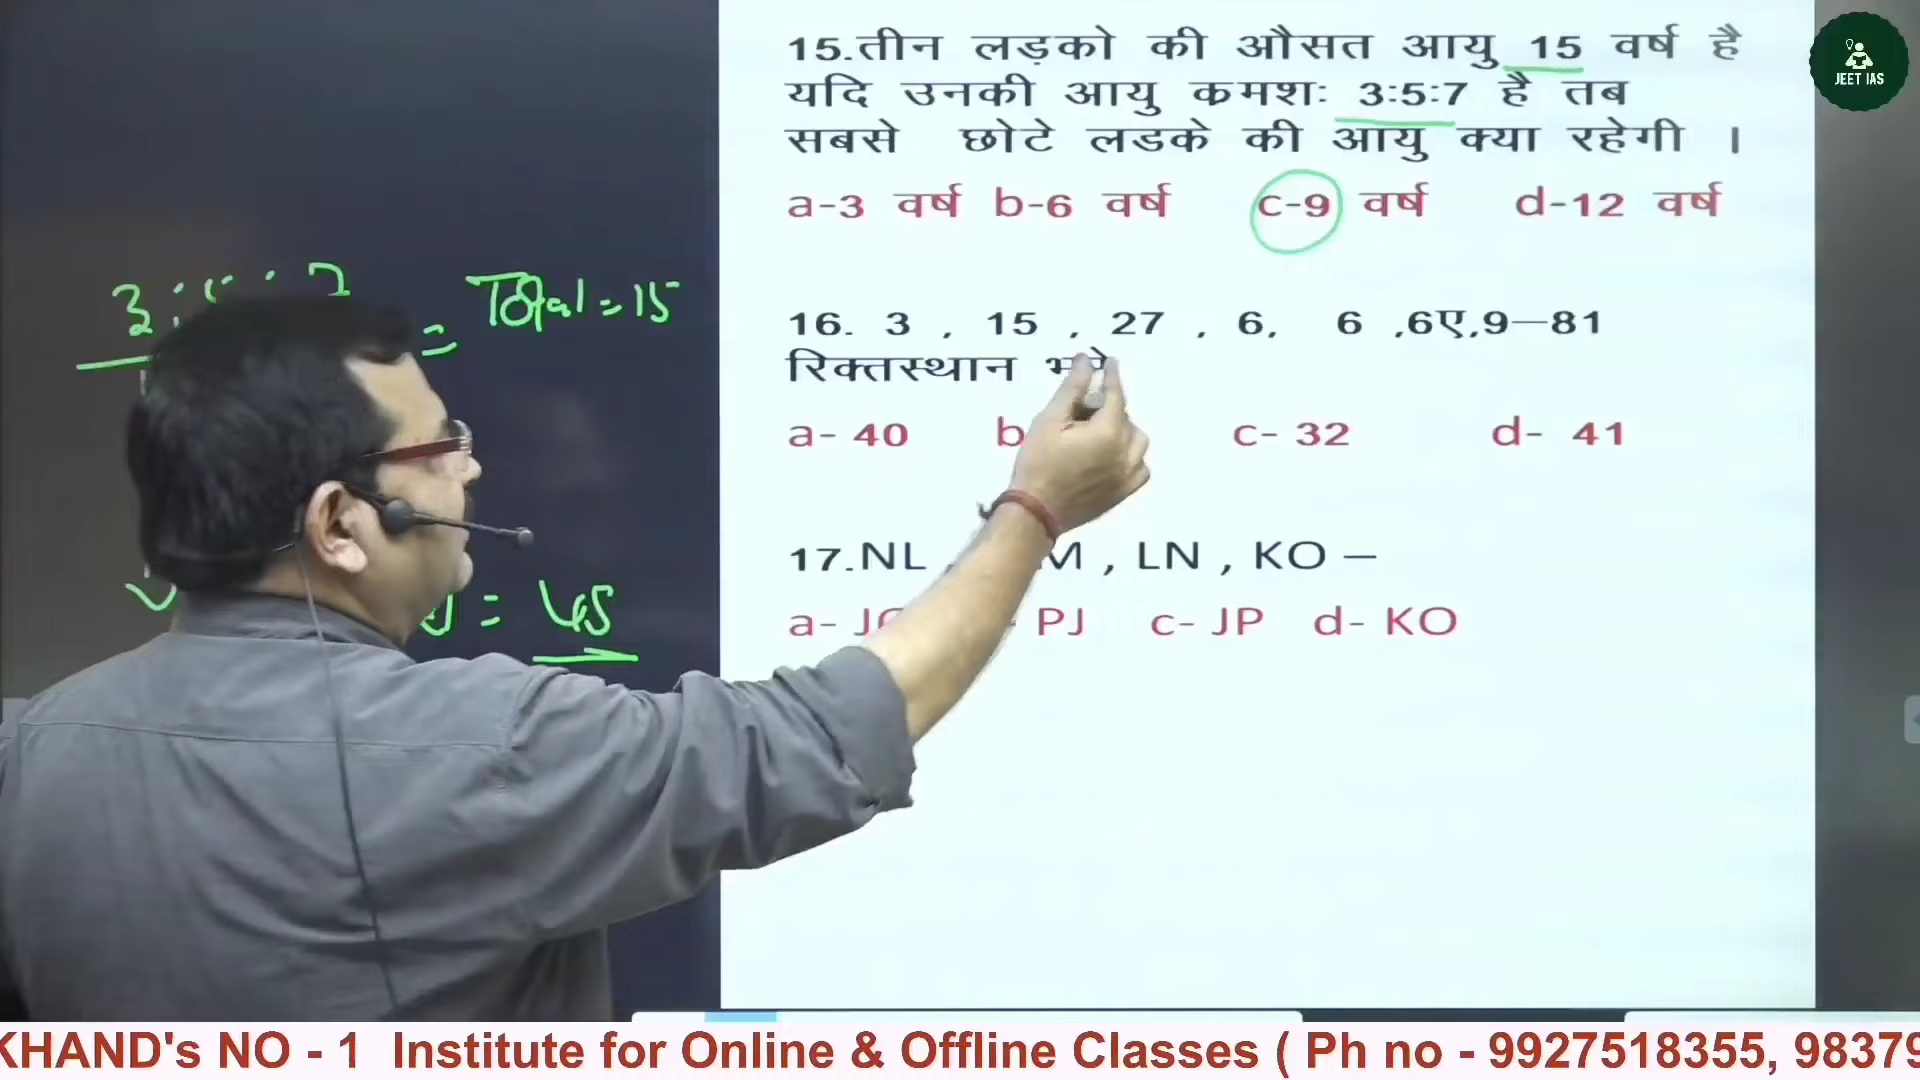 15.तीन लड़को की औसत आयु 15 वर्ष है
यदि उनकी आयु कमशः 3:5:7 है तब
सबसे छोटे लडके की आयु क्या रहेगी ।
a-3 वर्ष b-6 वर्ष c-9 वर्ष d-12 वर्ष
16. 3 , 15 , 27 , 6, 6 ,6ए,9—81
रिक्तस्थान
a- 40 b c- 32 d- 41
17.NL , LN , KO —
a- PJ c- JP d- KO
3 : : 7 = Total = 15
= 45
JEET IAS
KHAND's NO - 1 Institute for Online & Offline Classes ( Ph no - 9927518355, 98379